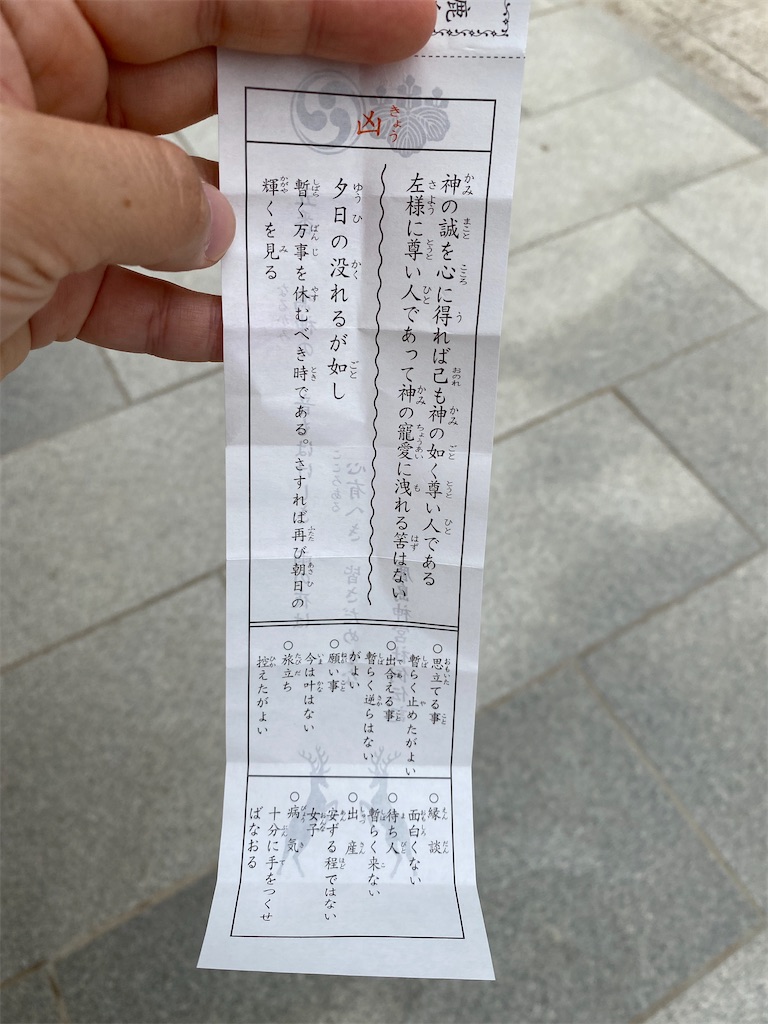 凶
きょう
神の誠を心に得れば己も神の如く尊い人である
左様に尊い人であって神の寵愛に洩れる筈はない
夕日の没れるが如し
暫く万事を休むべき時である。さすれば再び朝日の
輝くを見る
○思立てる事
暫らく止めたがよい
○出合える事
暫らく逆らはない
がよい
○願い事
今は叶はない
○旅立ち
控えたがよい
○縁談
面白くない
○待ち人
暫らく来ない
○出産
安ずる程ではない
女子
○病気
十分に手をつくせ
ばなおる